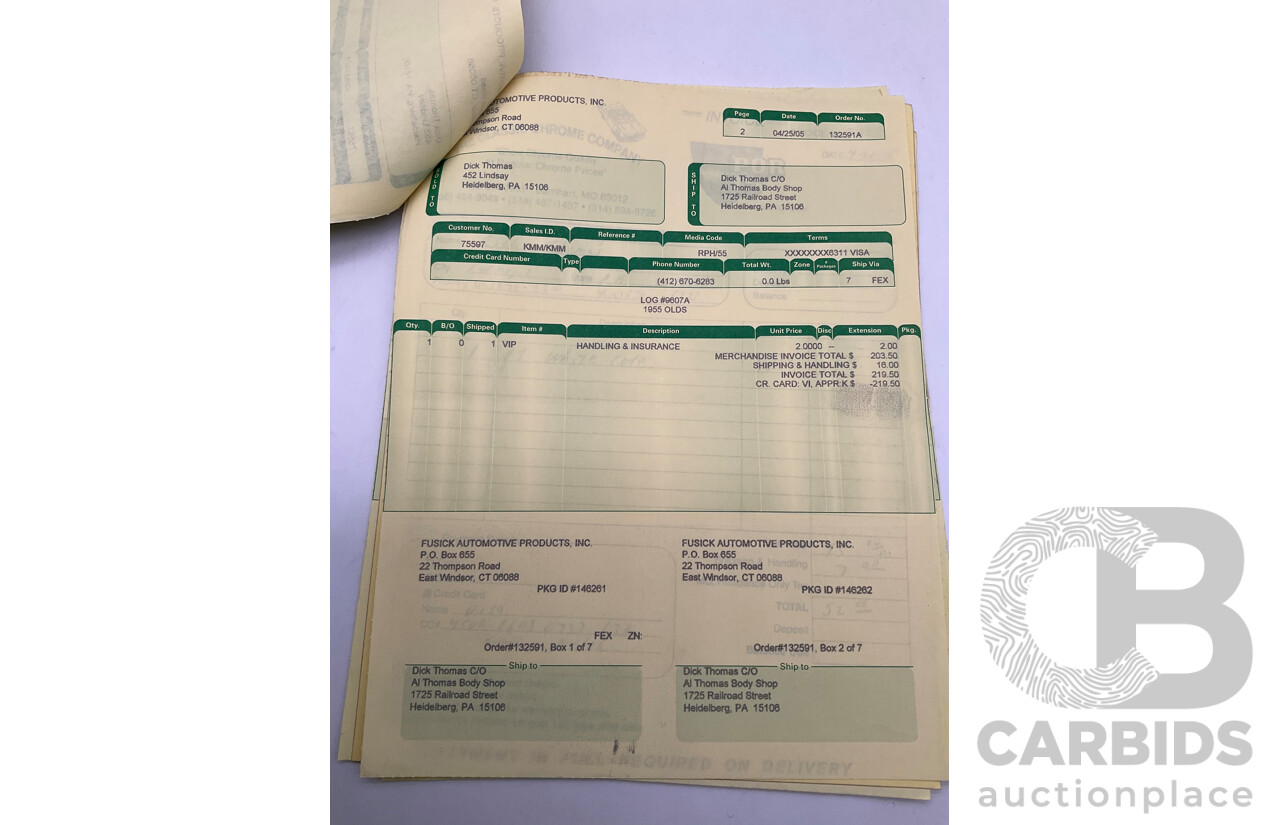 AUTOMOTIVE PRODUCTS, INC.
655
Thompson Road
Windsor, CT 06088
Page Date Order No.
2 04/25/05 132591A
SOLD TO
Dick Thomas
452 Lindsay
Heidelberg, PA 15106
SHIP TO
Dick Thomas C/O
Al Thomas Body Shop
1725 Railroad Street
Heidelberg, PA 15106
Customer No. Sales I.D. Reference # Media Code Terms
75597 KMM/KMM RPH/55 XXXXXXXX6311 VISA
Credit Card Number Type Phone Number Total Wt. Zone # Packages Ship Via
(412) 670-6283 0.0 Lbs 7 FEX
LOG #9607A
1955 OLDS
Qty. B/O Shipped Item # Description Unit Price Disc Extension Pkg.
1 0 1 VIP HANDLING & INSURANCE 2.0000 -- 2.00
MERCHANDISE INVOICE TOTAL $ 203.50
SHIPPING & HANDLING $ 16.00
INVOICE TOTAL $ 219.50
CR. CARD: VI, APPR:K $ -219.50
FUSICK AUTOMOTIVE PRODUCTS, INC.
P.O. Box 655
22 Thompson Road
East Windsor, CT 06088
PKG ID #146261
FEX ZN:
Order#132591, Box 1 of 7
Ship to
Dick Thomas C/O
Al Thomas Body Shop
1725 Railroad Street
Heidelberg, PA 15106
FUSICK AUTOMOTIVE PRODUCTS, INC.
P.O. Box 655
22 Thompson Road
East Windsor, CT 06088
PKG ID #146262
Order#132591, Box 2 of 7
Ship to
Dick Thomas C/O
Al Thomas Body Shop
1725 Railroad Street
Heidelberg, PA 15106
PAYMENT IN FULL REQUIRED ON DELIVERY
CB
CARBIDS
auctionplace